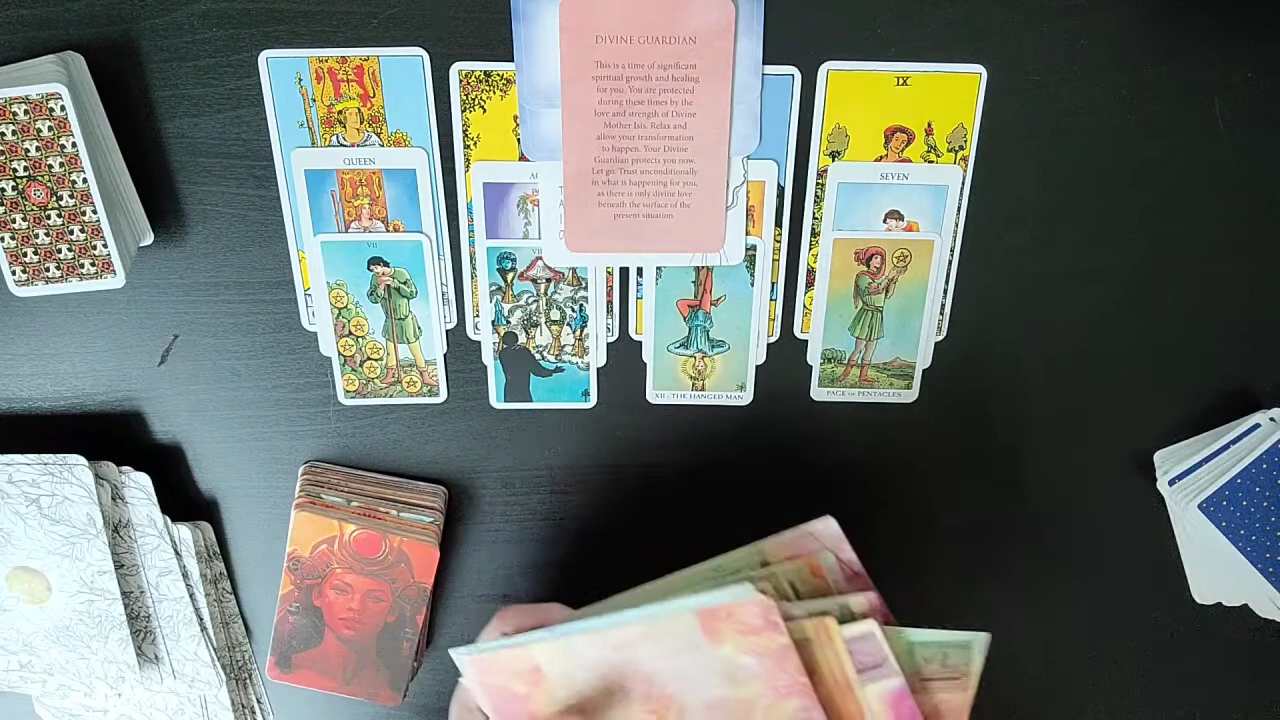 DIVINE GUARDIAN
This is a time of significant
spiritual growth and healing
for you. You are protected
during these times by the
love and strength of Divine
Mother Isis. Relax and
allow your transformation
to happen. Your Divine
Guardian protects you now.
Let go. Trust unconditionally
in what is happening for you,
as there is only divine love
beneath the surface of the
present situation.
IX
QUEEN
SEVEN
VII
XII • THE HANGED MAN
PAGE OF PENTACLES